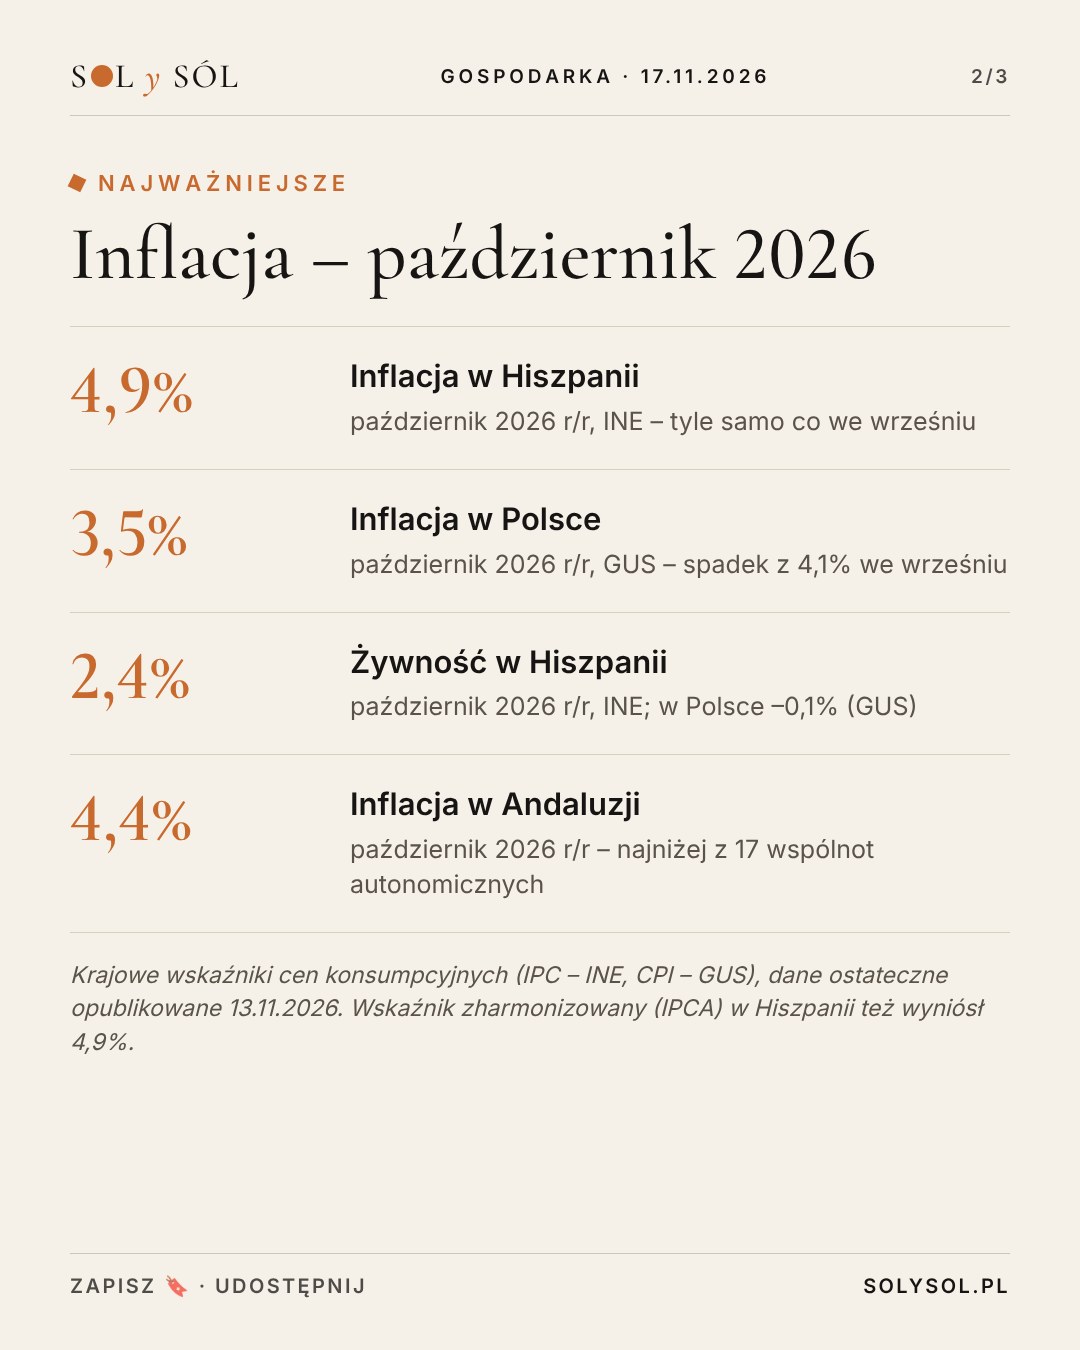 SOL y SÓL
GOSPODARKA · 17.11.2026
2/3
NAJWAŻNIEJSZE
Inflacja – październik 2026
4,9%
Inflacja w Hiszpanii
październik 2026 r/r, INE – tyle samo co we wrześniu
3,5%
Inflacja w Polsce
październik 2026 r/r, GUS – spadek z 4,1% we wrześniu
2,4%
Żywność w Hiszpanii
październik 2026 r/r, INE; w Polsce –0,1% (GUS)
4,4%
Inflacja w Andaluzji
październik 2026 r/r – najniżej z 17 wspólnot
autonomicznych
Krajowe wskaźniki cen konsumpcyjnych (IPC – INE, CPI – GUS), dane ostateczne
opublikowane 13.11.2026. Wskaźnik zharmonizowany (IPCA) w Hiszpanii też wyniósł
4,9%.
ZAPISZ 🔖 · UDOSTĘPNIJ
SOLYSOL.PL